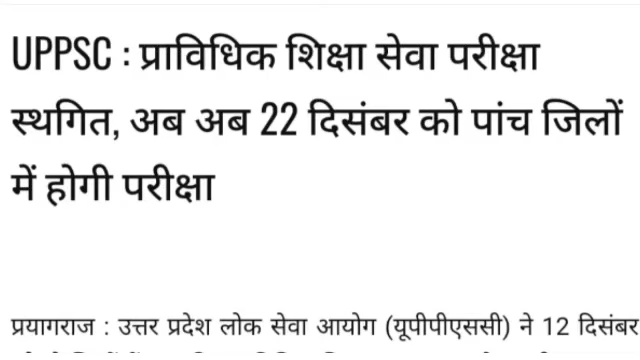 UPPSC : प्राविधिक शिक्षा सेवा परीक्षा
स्थगित, अब अब 22 दिसंबर को पांच जिलों
में होगी परीक्षा
प्रयागराज : उत्तर प्रदेश लोक सेवा आयोग (यूपीपीएससी) ने 12 दिसंबर